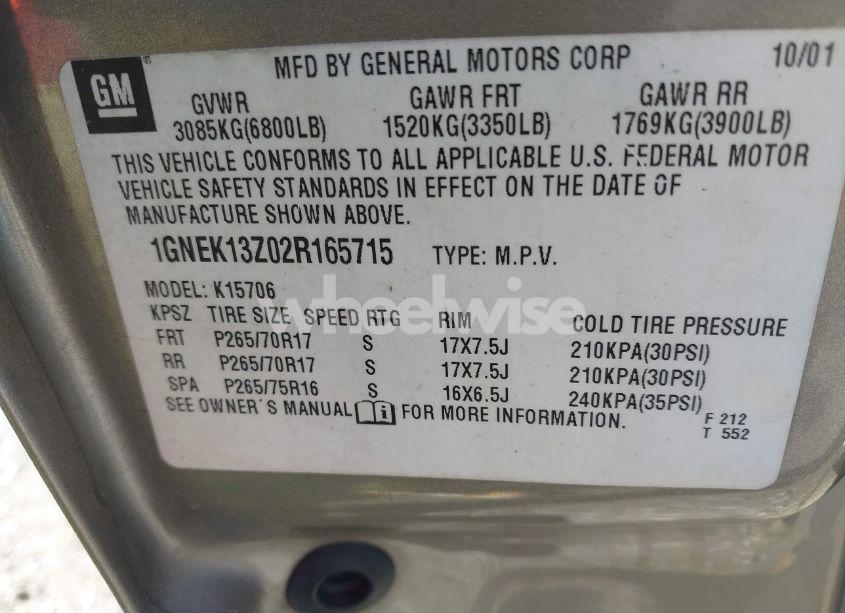 GM
MFD BY GENERAL MOTORS CORP 10/01
GVWR GAWR FRT GAWR RR
3085KG(6800LB) 1520KG(3350LB) 1769KG(3900LB)
THIS VEHICLE CONFORMS TO ALL APPLICABLE U.S. FEDERAL MOTOR
VEHICLE SAFETY STANDARDS IN EFFECT ON THE DATE OF
MANUFACTURE SHOWN ABOVE.
1GNEK13Z02R165715 TYPE: M.P.V.
MODEL: K15706
wheelwise
KPSZ TIRE SIZE SPEED RTG RIM COLD TIRE PRESSURE
FRT P265/70R17 S 17X7.5J 210KPA(30PSI)
RR P265/70R17 S 17X7.5J 210KPA(30PSI)
SPA P265/75R16 S 16X6.5J 240KPA(35PSI)
SEE OWNER'S MANUAL FOR MORE INFORMATION.
F 212
T 552